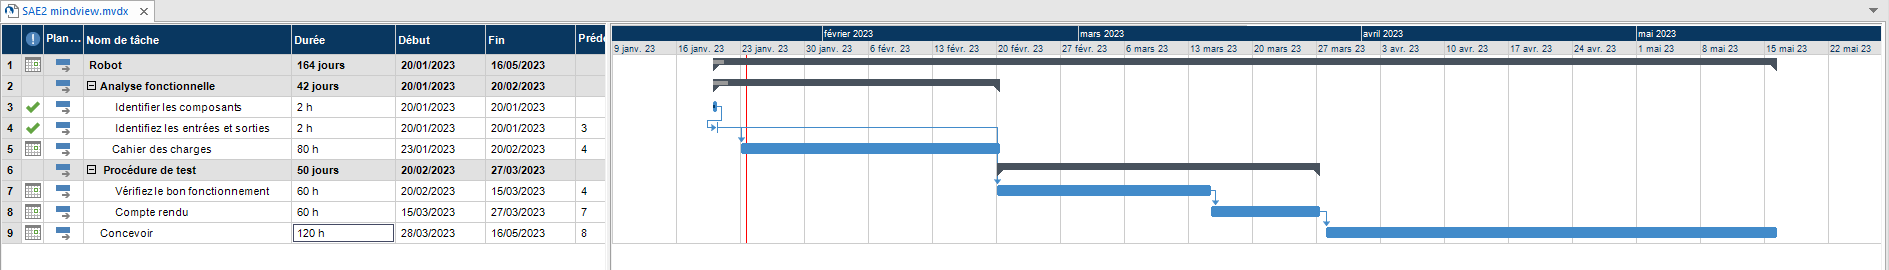 SAE2 mindview.mvdx
Plan ... Nom de tâche Durée Début Fin Préde
février 2023 mars 2023 avril 2023 mai 2023
9 janv. 23 16 janv. 23 23 janv. 23 30 janv. 23 6 févr. 23 13 févr. 23 20 févr. 23 27 févr. 23 6 mars 23 13 mars 23 20 mars 23 27 mars 23 3 avr. 23 10 avr. 23 17 avr. 23 24 avr. 23 1 mai 23 8 mai 23 15 mai 23 22 mai 23
1 Robot 164 jours 20/01/2023 16/05/2023
2 Analyse fonctionnelle 42 jours 20/01/2023 20/02/2023
3 Identifier les composants 2 h 20/01/2023 20/01/2023
4 Identifiez les entrées et sorties 2 h 20/01/2023 20/01/2023 3
5 Cahier des charges 80 h 23/01/2023 20/02/2023 4
6 Procédure de test 50 jours 20/02/2023 27/03/2023
7 Vérifiez le bon fonctionnement 60 h 20/02/2023 15/03/2023 4
8 Compte rendu 60 h 15/03/2023 27/03/2023 7
9 Concevoir 120 h 28/03/2023 16/05/2023 8